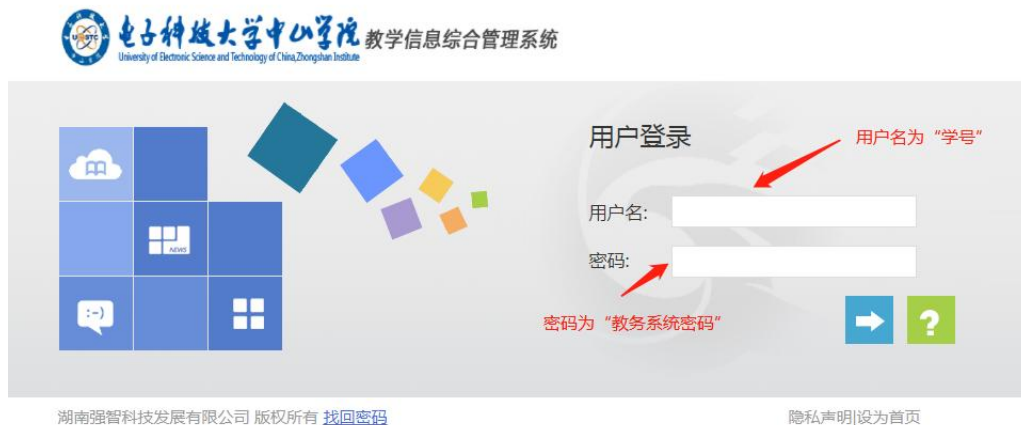 电子科技大学中山学院 教学信息综合管理系统
University of Electronic Science and Technology of China,Zhongshan Institute
用户登录
用户名为“学号”
用户名:
NEWS
密码:
:-)
密码为“教务系统密码”
?
湖南强智科技发展有限公司 版权所有 找回密码
隐私声明|设为首页